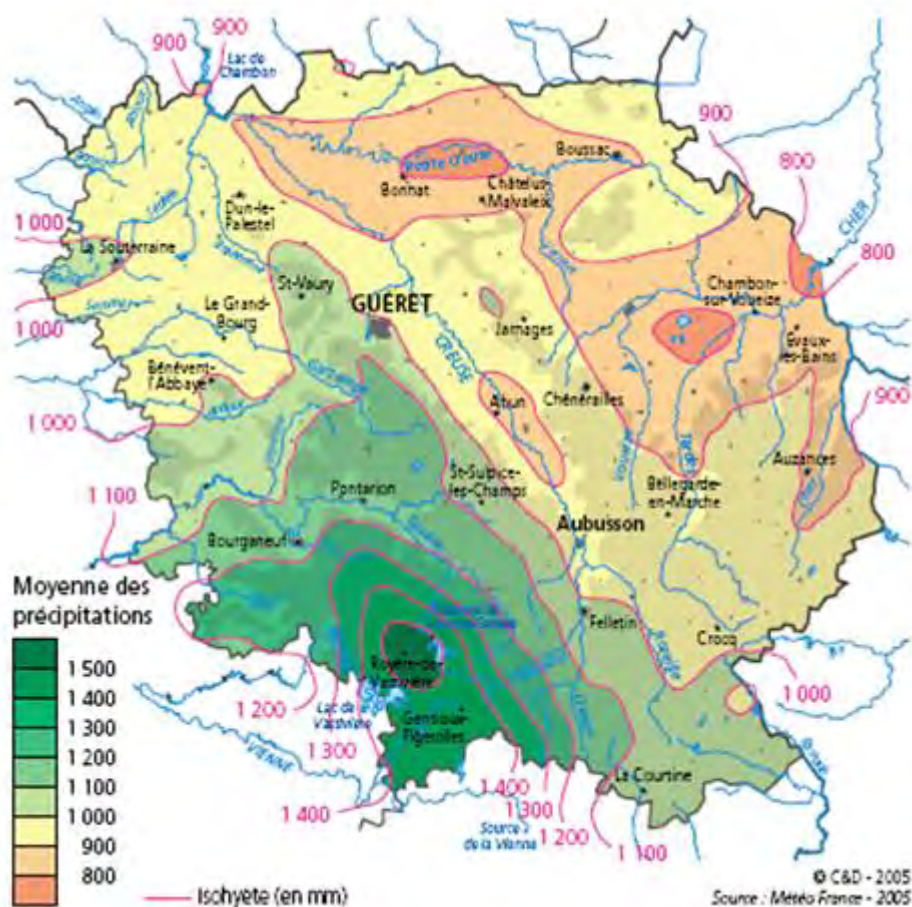 900
900
Lac de
Chambon
900
800
800
CHER
Boussac
Petite Creuse
Bonnat
Châtelus-
Malvaleix
Dun-le-
Palestel
1 000
La Souterraine
St-Vaury
Le Grand-
Bourg
GUÉRET
Jarnages
CREUSE
Chambon-
sur-Voueize
Évaux-
les-Bains
1 000
Bénévent-
l'Abbaye
Gartempe
Ahun
Chénérailles
900
1 000
Voueize
Tardes
Auzances
St-Sulpice-
les-Champs
Bellegarde-
en-Marche
Pontarion
1 100
Bourganeuf
Aubusson
Moyenne des
précipitations
Felletin
Crocq
Royère-de-
Vassivière
1 000
1 500
1 400
1 300
1 200
1 100
1 000
900
800
1 200
Lac de
Vassivière
Gentioux-
Pigerolles
1 300
VIENNE
La Courtine
1 400
1 400
1 300
1 200
1 100
Source
de la Vienne
Isohyète (en mm)
© C&D - 2005
Source : Météo France - 2005